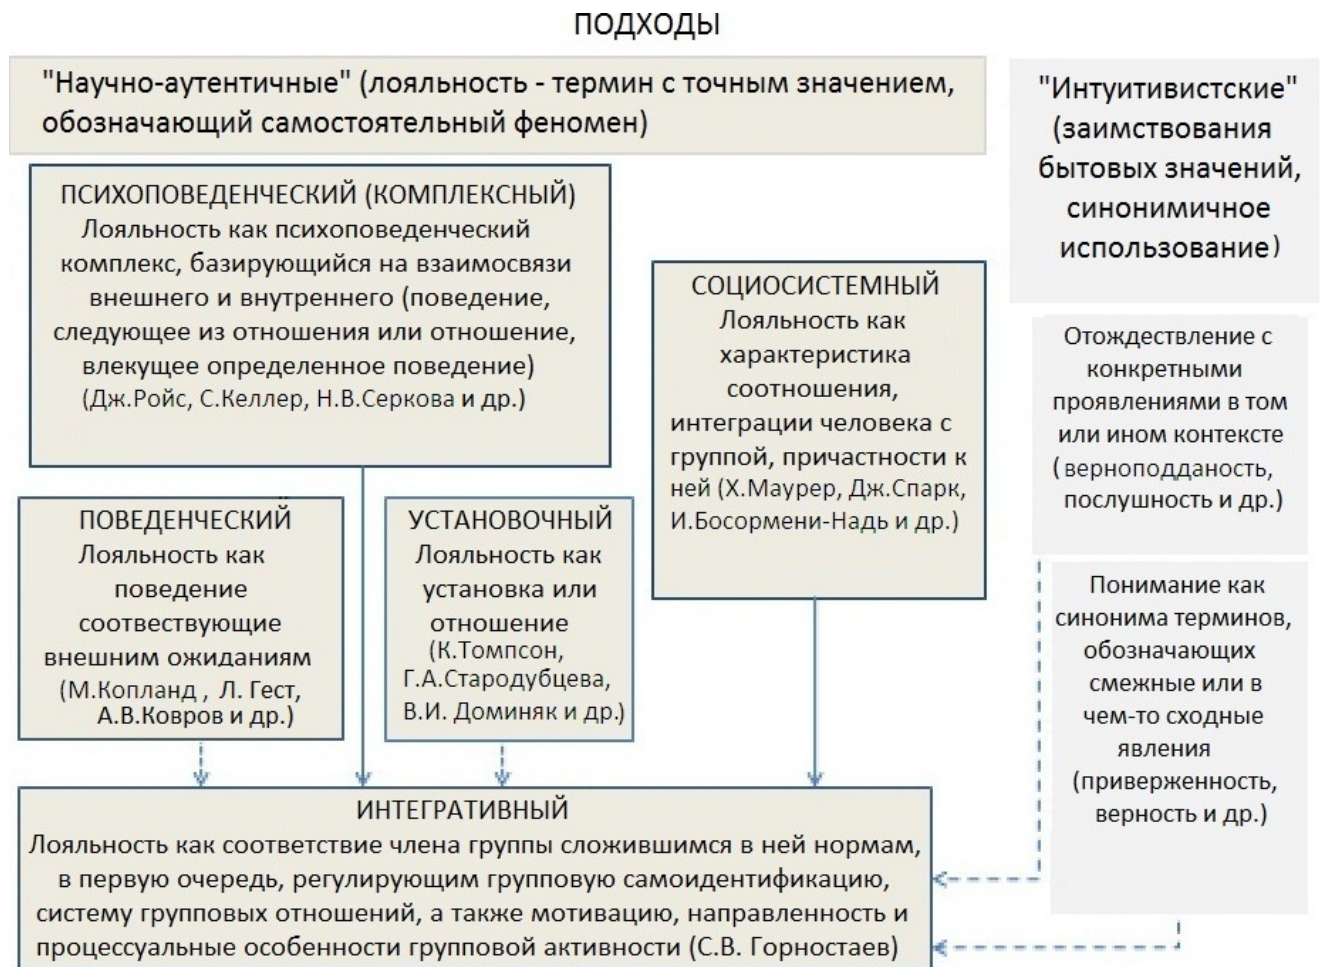 ПОДХОДЫ
"Научно-аутентичные" (лояльность - термин с точным значением,
обозначающий самостоятельный феномен)
"Интуитивистские"
(заимствования
бытовых значений,
синонимичное
использование)
ПСИХОПОВЕДЕНЧЕСКИЙ (КОМПЛЕКСНЫЙ)
Лояльность как психоповеденческий
комплекс, базирующийся на взаимосвязи
внешнего и внутреннего (поведение,
следующее из отношения или отношение,
влекущее определенное поведение)
(Дж.Ройс, С.Келлер, Н.В.Серкова и др.)
СОЦИОСИСТЕМНЫЙ
Лояльность как
характеристика
соотношения,
интеграции человека с
группой, причастности к
ней (Х.Маурер, Дж.Спарк,
И.Босормени-Надь и др.)
Отождествление с
конкретными
проявлениями в том
или ином контексте
(верноподданость,
послушность и др.)
ПОВЕДЕНЧЕСКИЙ
Лояльность как
поведение
соотвествующие
внешним ожиданиям
(М.Копланд , Л. Гест,
А.В.Ковров и др.)
УСТАНОВОЧНЫЙ
Лояльность как
установка или
отношение
(К.Томпсон,
Г.А.Стародубцева,
В.И. Доминяк и др.)
Понимание как
синонима терминов,
обозначающих
смежные или в
чем-то сходные
явления
(приверженность,
верность и др.)
ИНТЕГРАТИВНЫЙ
Лояльность как соответствие члена группы сложившимся в ней нормам,
в первую очередь, регулирующим групповую самоидентификацию,
систему групповых отношений, а также мотивацию, направленность и
процессуальные особенности групповой активности (С.В. Горностаев)